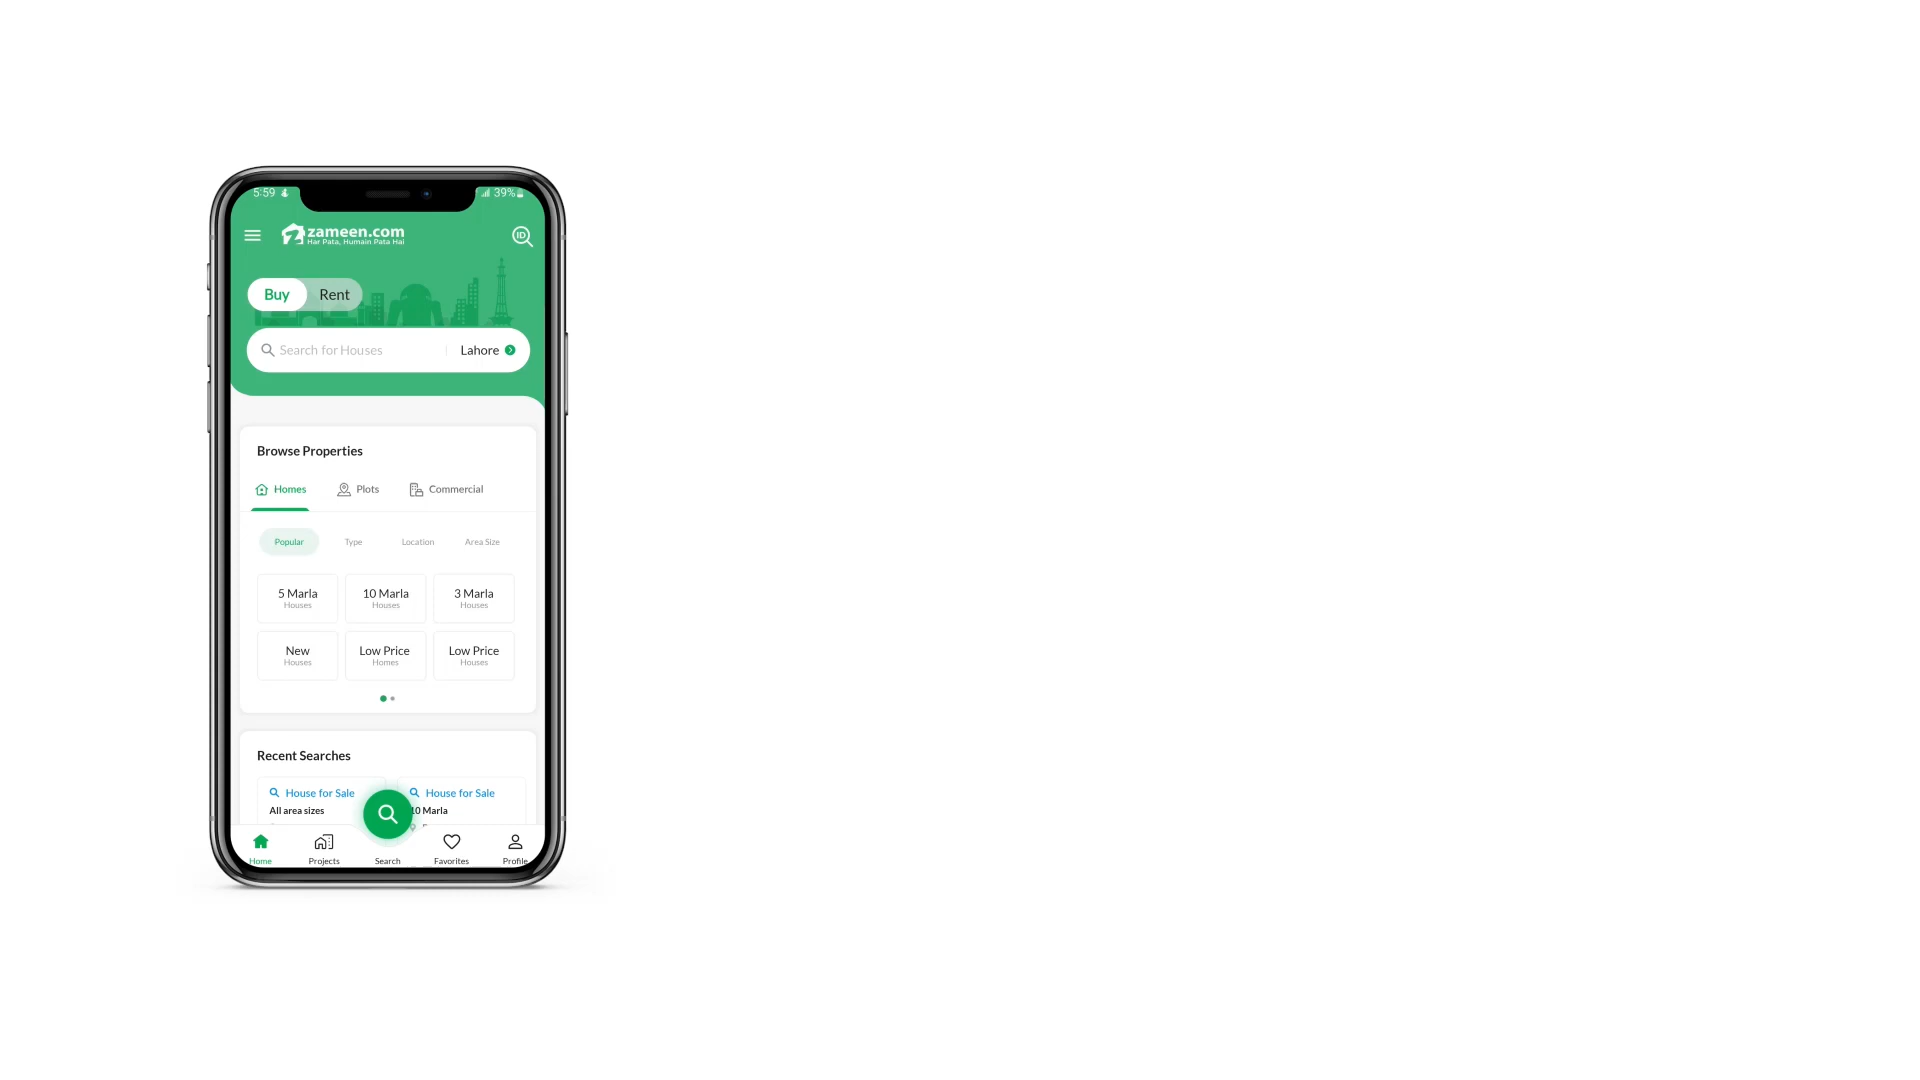 5:59
39%
zameen.com
Har Pata, Humain Pata Hai
ID
Buy Rent
Search for Houses Lahore
Browse Properties
Homes Plots Commercial
Popular Type Location Area Size
5 Marla 10 Marla 3 Marla
Houses Houses Houses
New Low Price Low Price
Houses Homes Houses
Recent Searches
House for Sale House for Sale
All area sizes 10 Marla
Home Projects Search Favorites Profile